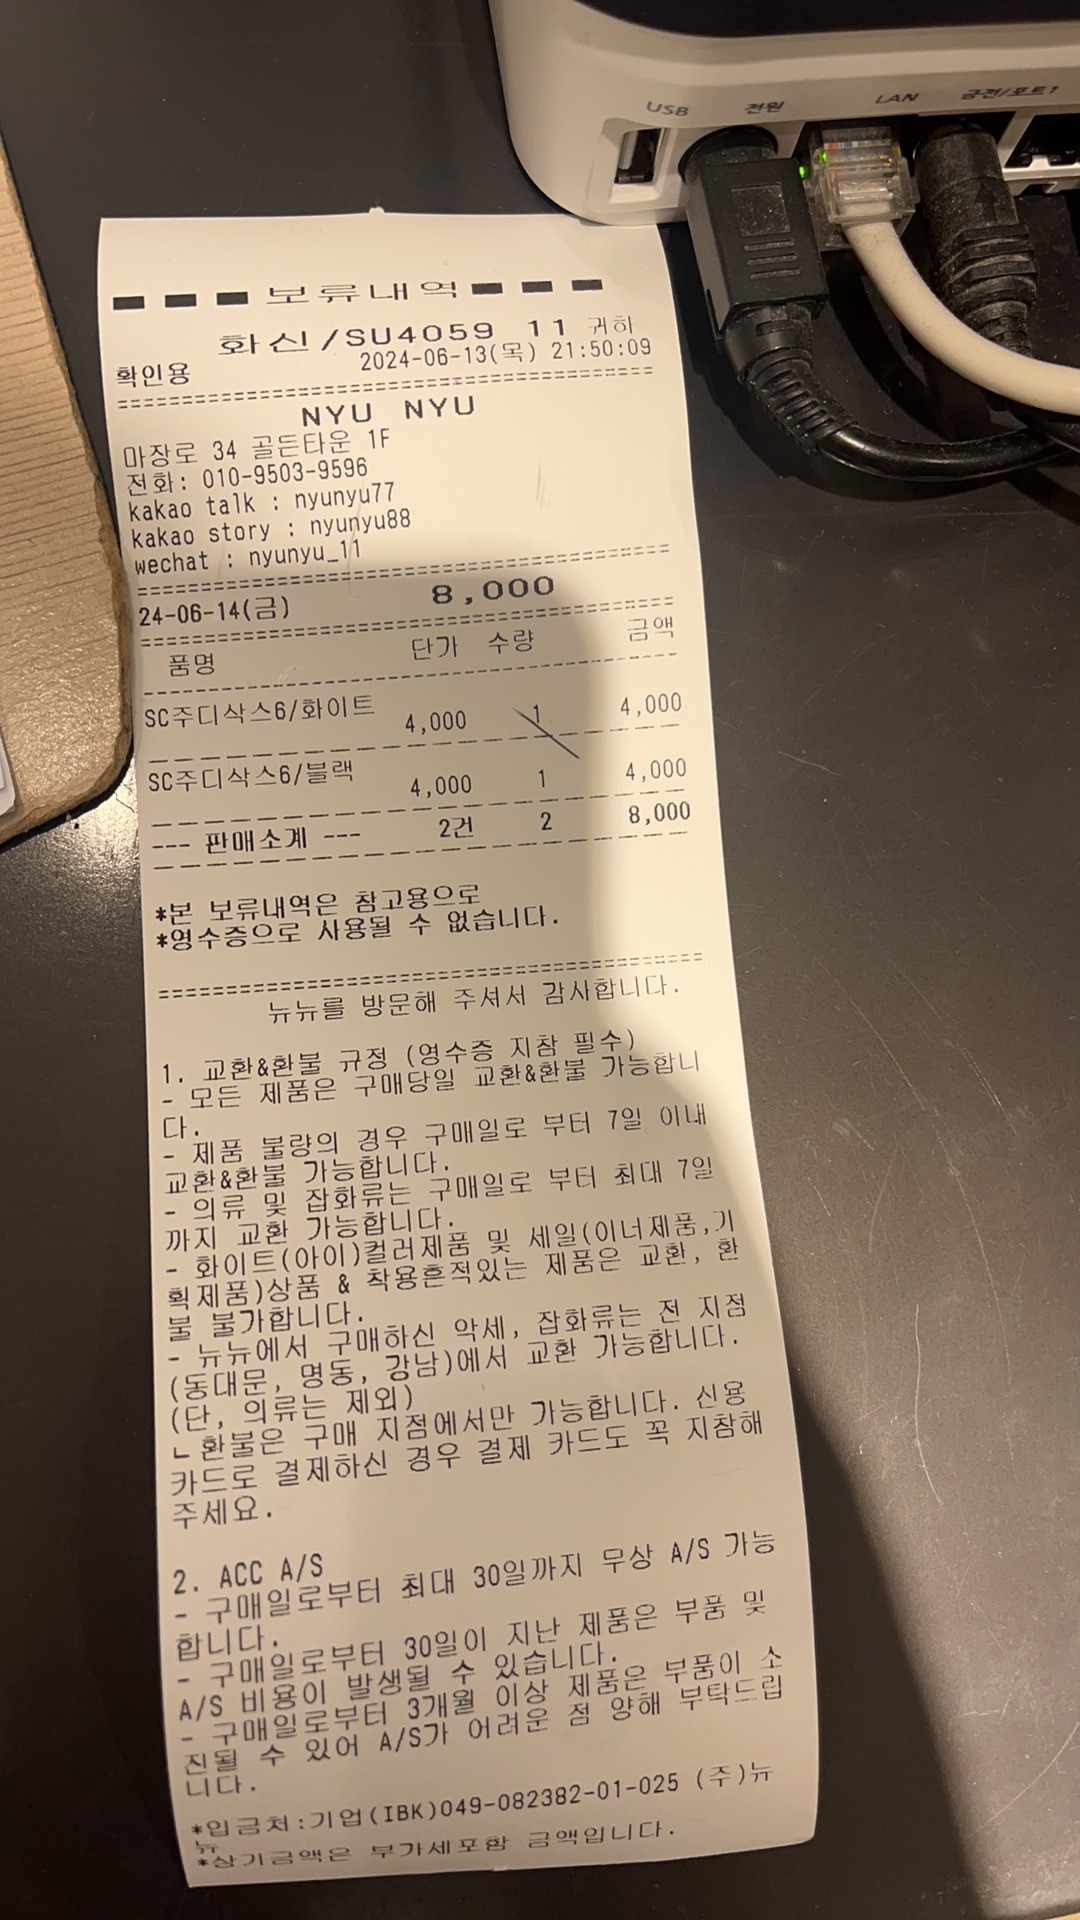 USB 전원 LAN
보류내역
화신/SU4059 11 귀하
확인용 2024-06-13(목) 21:50:09
NYU NYU
마장로 34 골든타운 1F
전화: 010-9503-9596
kakao talk : nyunyu77
kakao story : nyunyu88
wechat : nyunyu_11
24-06-14(금) 8,000
품명 단가 수량 금액
SC주디삭스6/화이트
4,000 1 4,000
SC주디삭스6/블랙
4,000 1 4,000
--- 판매소계 --- 2건 2 8,000
*본 보류내역은 참고용으로
*영수증으로 사용될 수 없습니다.
뉴뉴를 방문해 주셔서 감사합니다.
1. 교환&환불 규정 (영수증 지참 필수)
- 모든 제품은 구매당일 교환&환불 가능합니
다.
- 제품 불량의 경우 구매일로 부터 7일 이내
교환&환불 가능합니다.
- 의류 및 잡화류는 구매일로 부터 최대 7일
까지 교환 가능합니다.
- 화이트(아이)컬러제품 및 세일(이너제품,기
획제품)상품 & 착용흔적있는 제품은 교환, 환
불 불가합니다.
- 뉴뉴에서 구매하신 악세, 잡화류는 전 지점
(동대문, 명동, 강남)에서 교환 가능합니다.
(단, 의류는 제외)
ㄴ환불은 구매 지점에서만 가능합니다. 신용
카드로 결제하신 경우 결제 카드도 꼭 지참해
주세요.
2. ACC A/S
- 구매일로부터 최대 30일까지 무상 A/S 가능
합니다.
- 구매일로부터 30일이 지난 제품은 부품 및
A/S 비용이 발생될 수 있습니다.
- 구매일로부터 3개월 이상 제품은 부품이 소
진될 수 있어 A/S가 어려운 점 양해 부탁드립
니다.
*입금처:기업(IBK)049-082382-01-025 (주)뉴
뉴
*상기금액은 부가세포함 금액입니다.